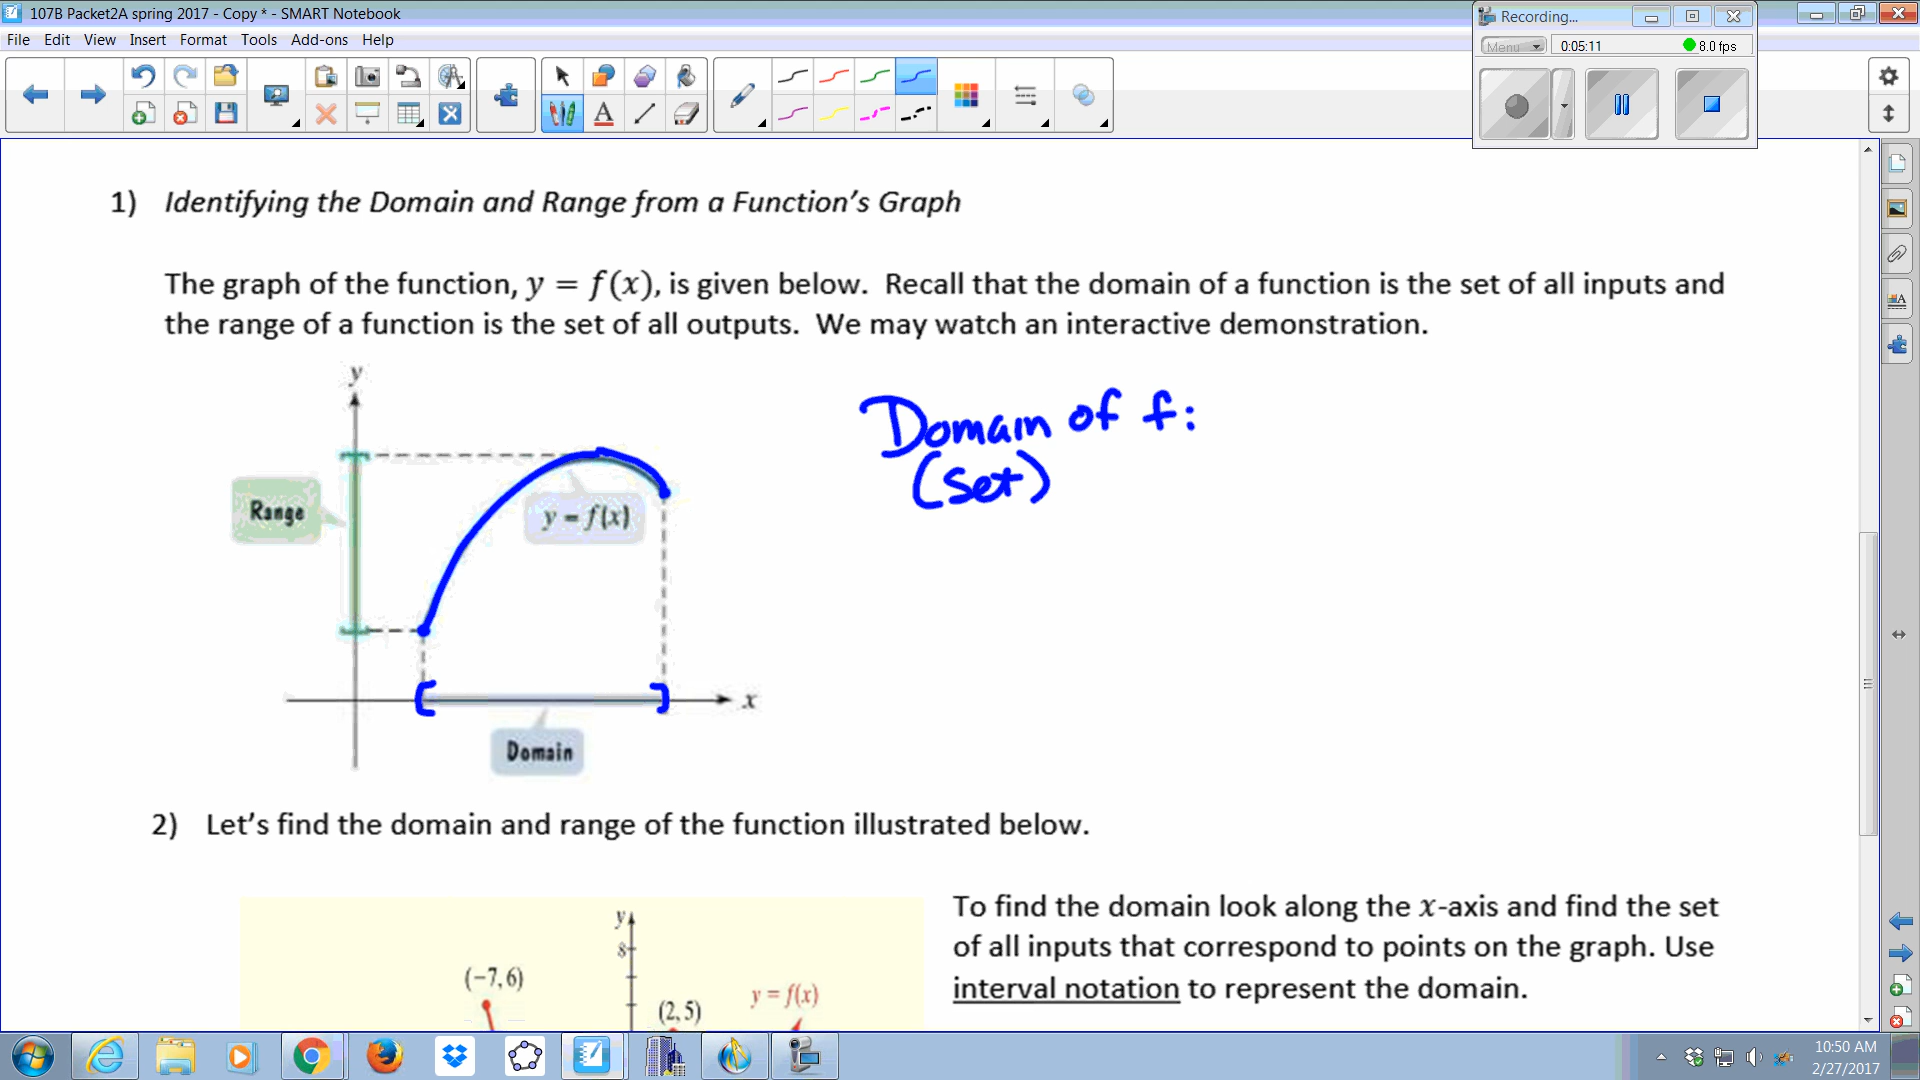 107B Packet2A spring 2017 - Copy * - SMART Notebook
Recording...
File Edit View Insert Format Tools Add-ons Help
Menu 0:05:11 8.0 fps
1) Identifying the Domain and Range from a Function's Graph
The graph of the function, y = f(x), is given below. Recall that the domain of a function is the set of all inputs and
the range of a function is the set of all outputs. We may watch an interactive demonstration.
y
Domain of f:
(set)
Range
y = f(x)
x
Domain
2) Let's find the domain and range of the function illustrated below.
To find the domain look along the x-axis and find the set
of all inputs that correspond to points on the graph. Use
interval notation to represent the domain.
y
8
(−7, 6)
y = f(x)
(2, 5)
10:50 AM
2/27/2017